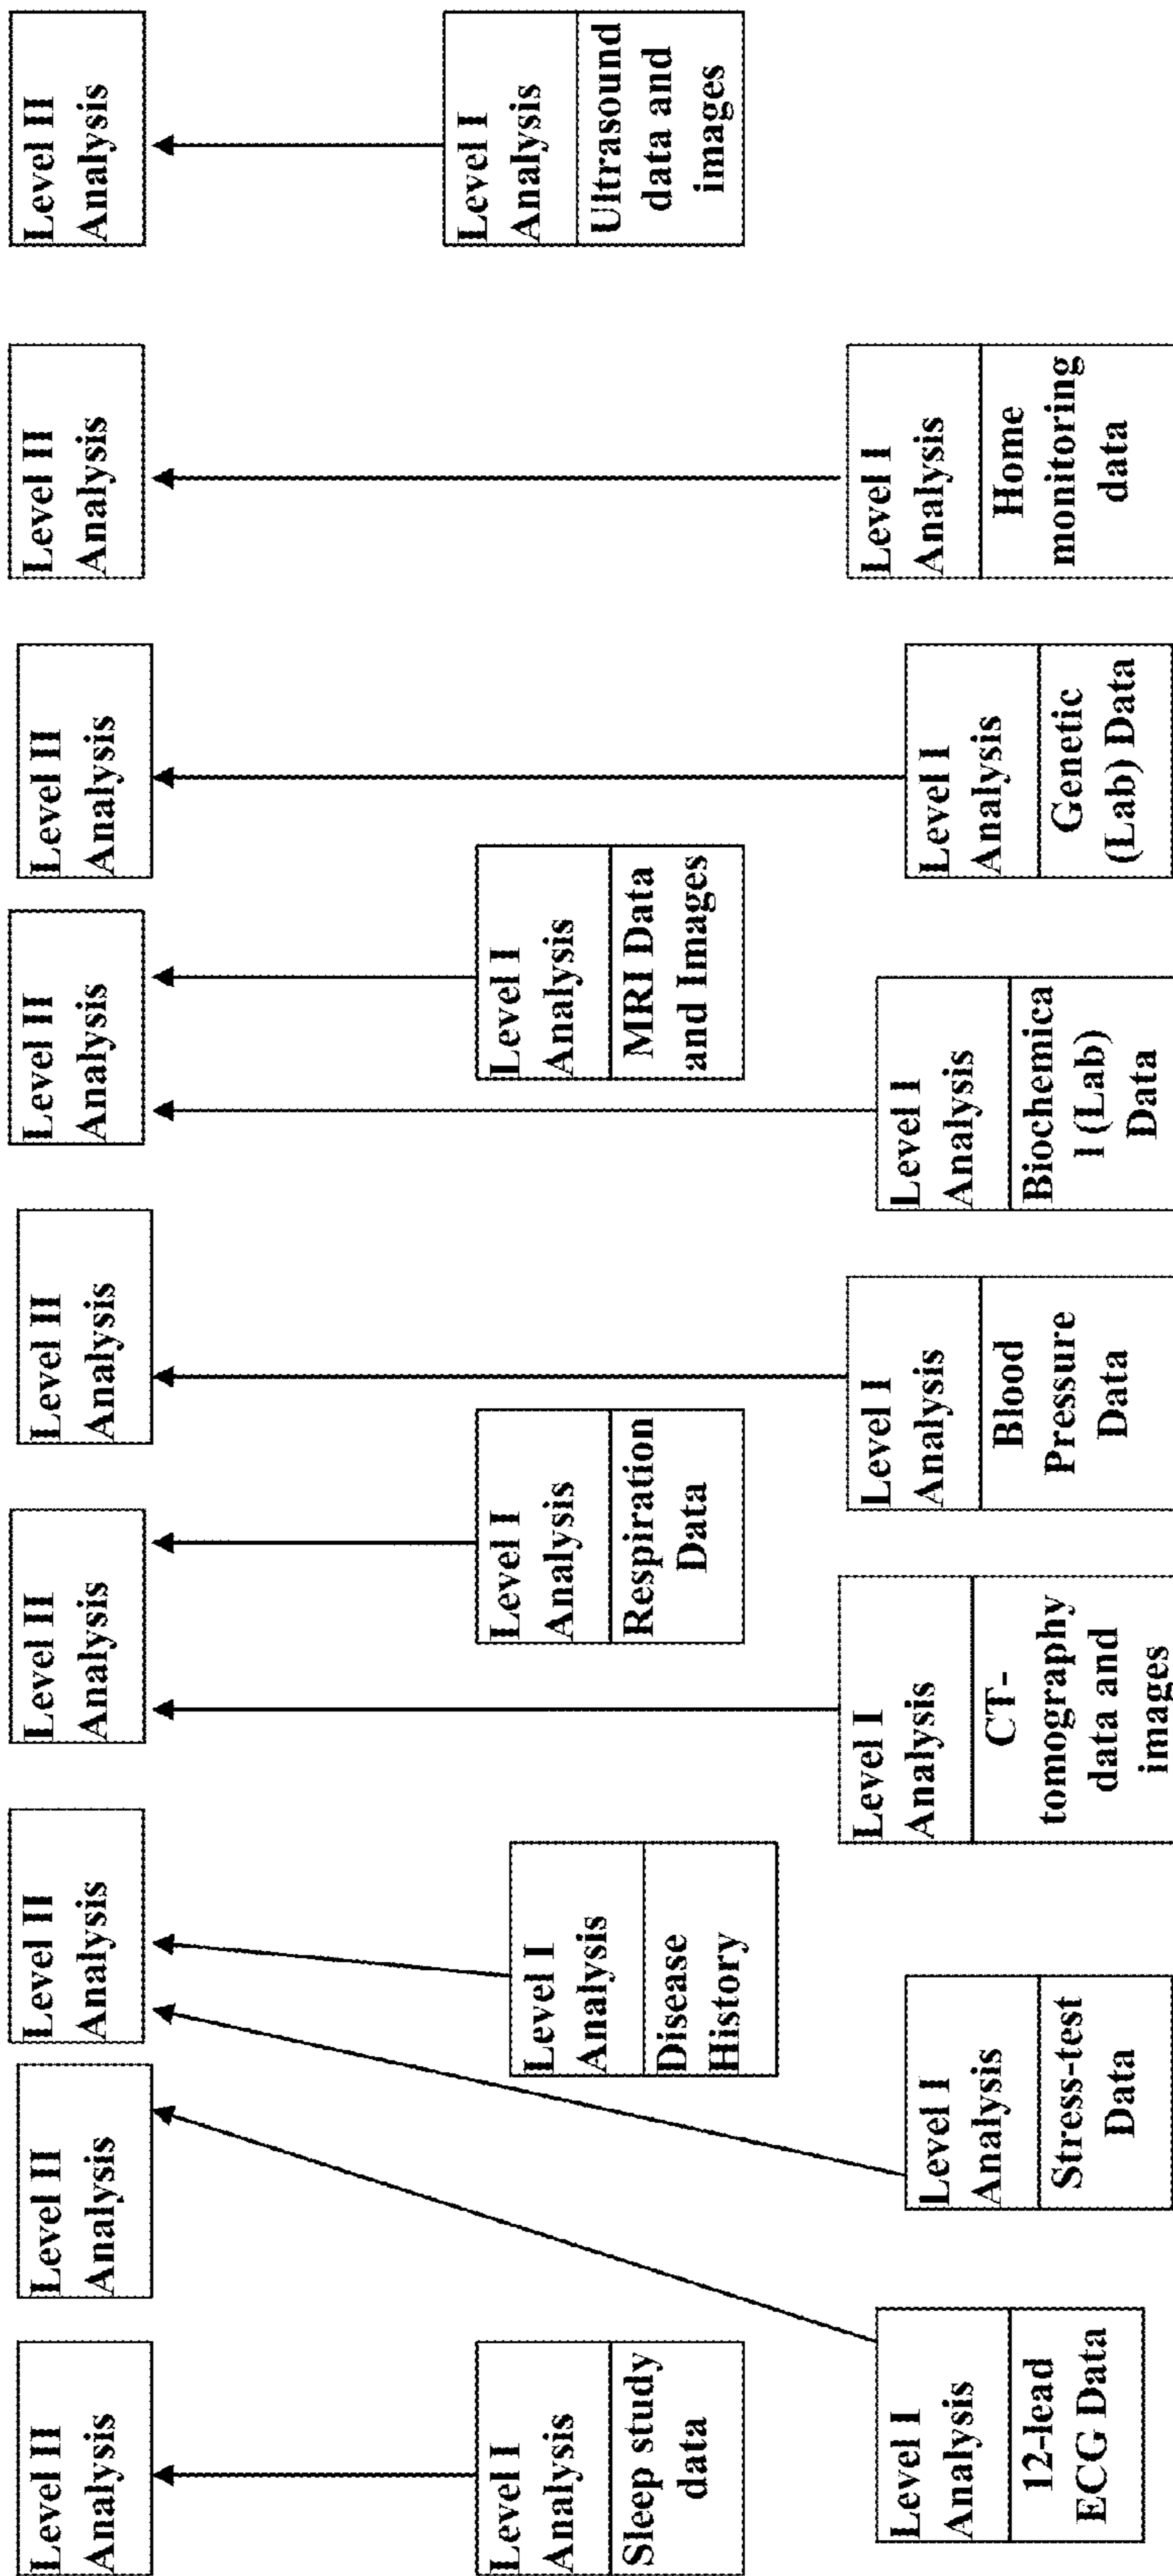 Level II
Analysis
Level II
Analysis
Level II
Analysis
Level II
Analysis
Level II
Analysis
Level II
Analysis
Level II
Analysis
Level II
Analysis
Level II
Analysis
Level I
Analysis
Sleep study
data
Level I
Analysis
Disease
History
Level I
Analysis
Respiration
Data
Level I
Analysis
MRI Data
and Images
Level I
Analysis
Ultrasound
data and
images
Level I
Analysis
12-lead
ECG Data
Level I
Analysis
Stress-test
Data
Level I
Analysis
CT-
tomography
data and
images
Level I
Analysis
Blood
Pressure
Data
Level I
Analysis
Biochemica
l (Lab)
Data
Level I
Analysis
Genetic
(Lab) Data
Level I
Analysis
Home
monitoring
data